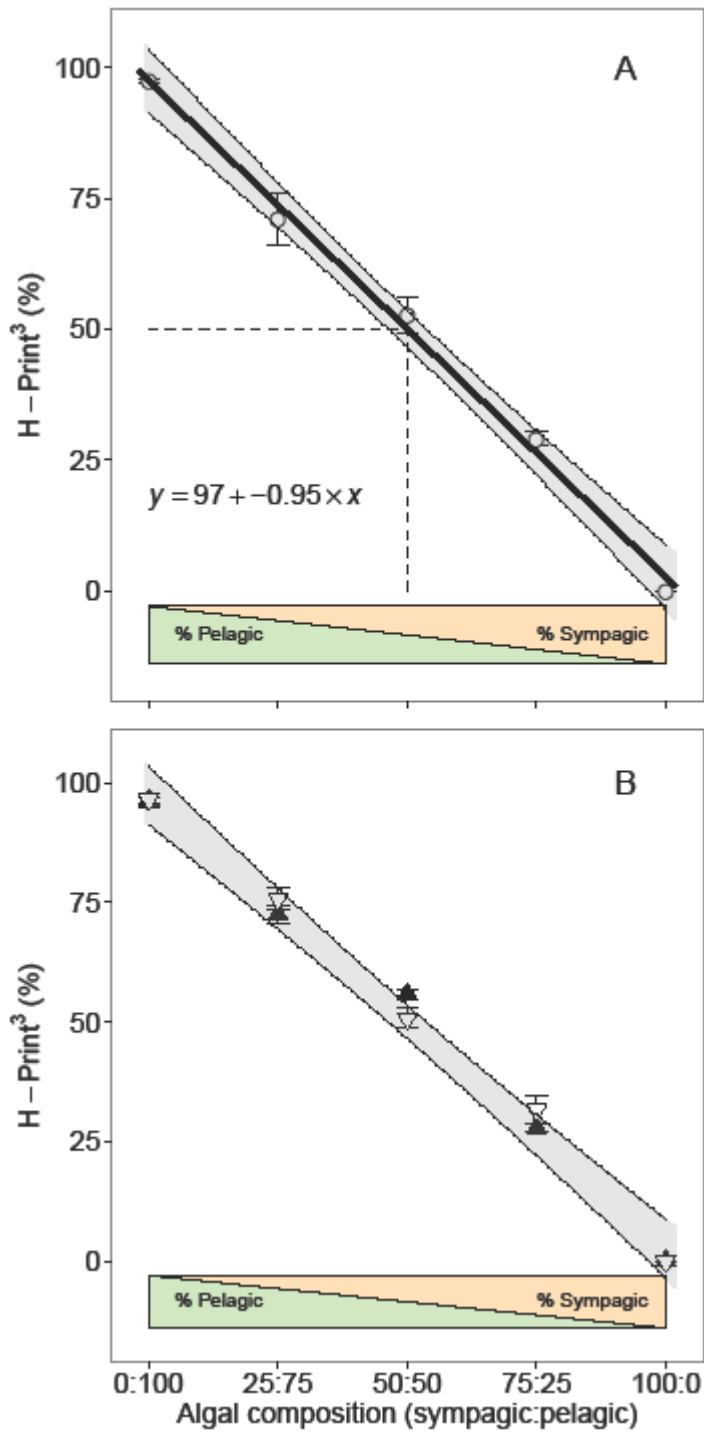 A
100
75
50
25
0
H – Print³ (%)
y = 97 + −0.95 × x
% Pelagic % Sympagic
B
100
75
50
25
0
H – Print³ (%)
% Pelagic % Sympagic
0:100 25:75 50:50 75:25 100:0
Algal composition (sympagic:pelagic)